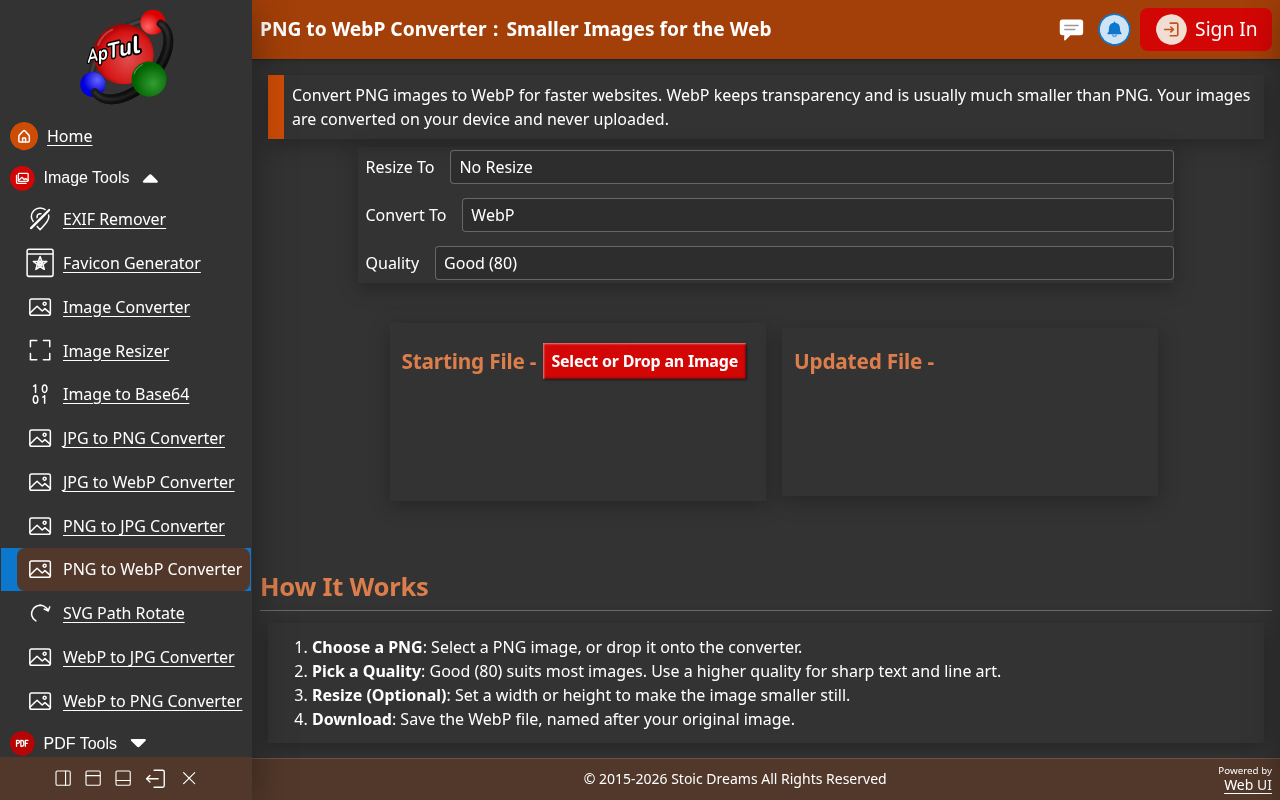 ApTul
Home
Image Tools
EXIF Remover
Favicon Generator
Image Converter
Image Resizer
Image to Base64
JPG to PNG Converter
JPG to WebP Converter
PNG to JPG Converter
PNG to WebP Converter
SVG Path Rotate
WebP to JPG Converter
WebP to PNG Converter
PDF PDF Tools
PNG to WebP Converter : Smaller Images for the Web
Sign In
Convert PNG images to WebP for faster websites. WebP keeps transparency and is usually much smaller than PNG. Your images
are converted on your device and never uploaded.
Resize To No Resize
Convert To WebP
Quality Good (80)
Starting File - Select or Drop an Image
Updated File -
How It Works
1. Choose a PNG: Select a PNG image, or drop it onto the converter.
2. Pick a Quality: Good (80) suits most images. Use a higher quality for sharp text and line art.
3. Resize (Optional): Set a width or height to make the image smaller still.
4. Download: Save the WebP file, named after your original image.
© 2015-2026 Stoic Dreams All Rights Reserved
Powered by
Web UI